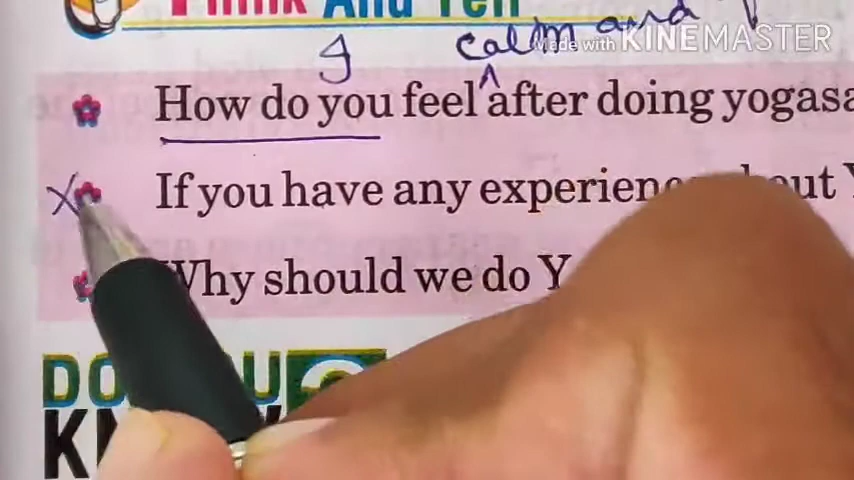 Think And Tell
I calm and
Made with KINEMASTER
How do you feel after doing yogasa
If you have any experienc out Y
Why should we do Y
DO U
KN